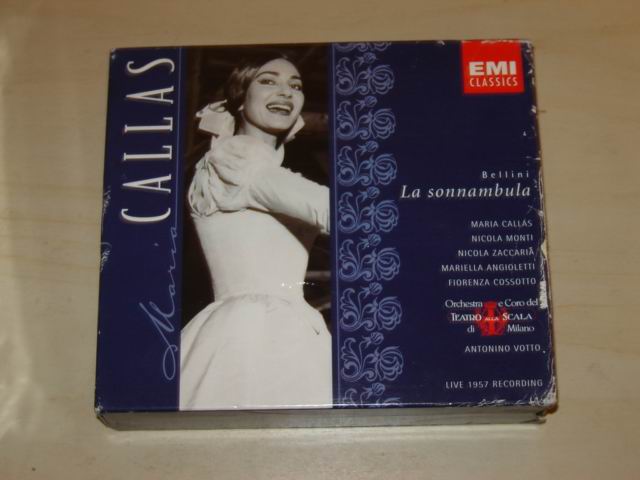 CALLAS
Maria
EMI
CLASSICS
Bellini
La sonnambula
MARIA CALLAS
NICOLA MONTI
NICOLA ZACCARIA
MARIELLA ANGIOLETTI
FIORENZA COSSOTTO
Orchestra e Coro del
TEATRO ALLA SCALA
di Milano
ANTONINO VOTTO
LIVE 1957 RECORDING